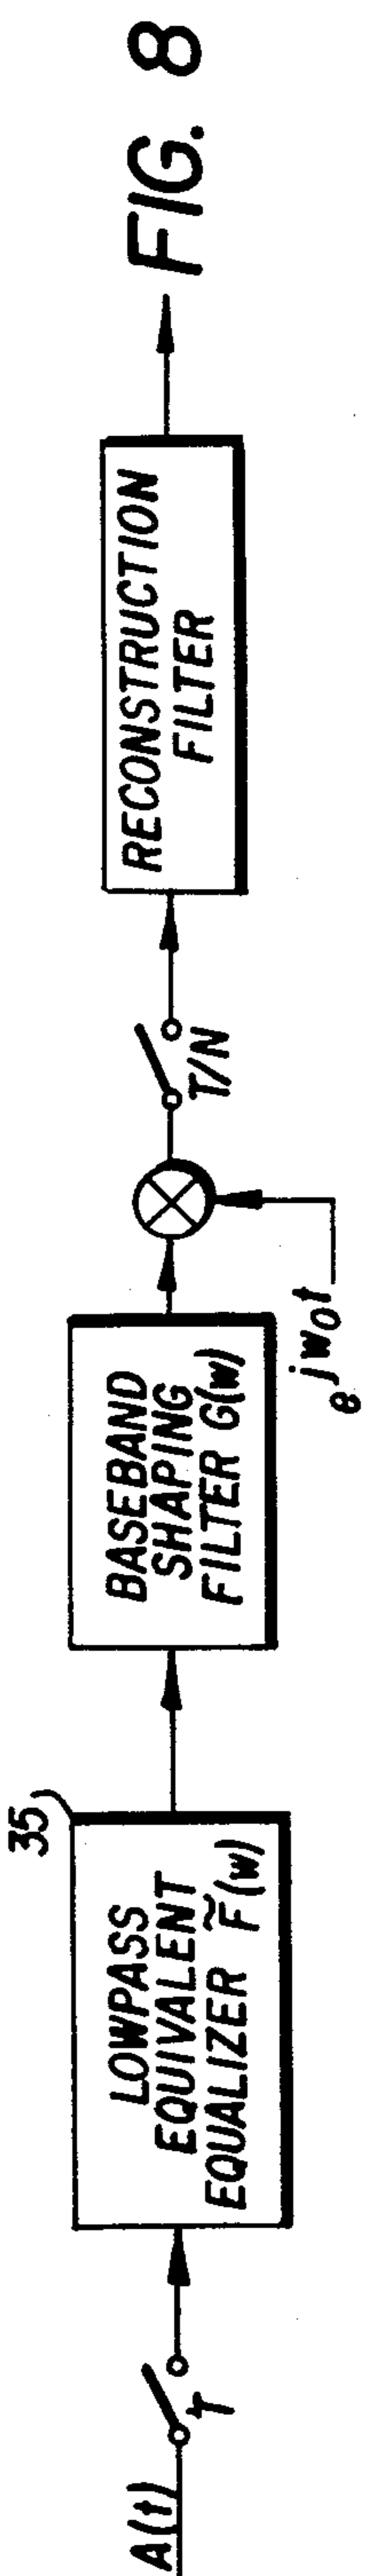 A(t)
T
35
LOWPASS
EQUIVALENT
EQUALIZER F̃(w)
BASEBAND
SHAPING
FILTER G(w)
e^jw₀t
T/N
RECONSTRUCTION
FILTER
FIG. 8